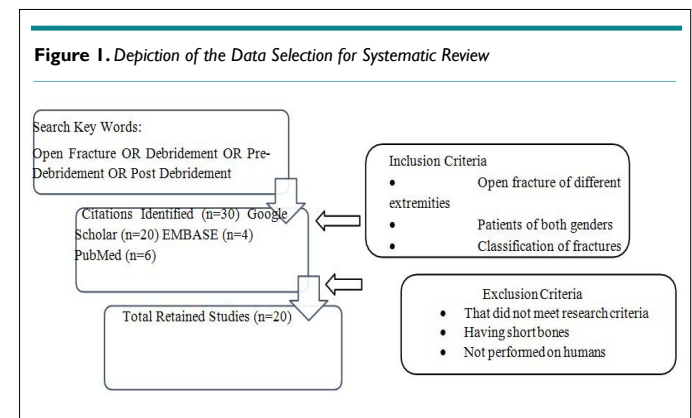 Figure 1. Depiction of the Data Selection for Systematic Review
Search Key Words:
Open Fracture OR Debridement OR Pre-
Debridement OR Post Debridement
Citations Identified (n=30) Google
Scholar (n=20) EMBASE (n=4)
PubMed (n=6)
Total Retained Studies (n=20)
Inclusion Criteria
• Open fracture of different
extremities
• Patients of both genders
• Classification of fractures
Exclusion Criteria
• That did not meet research criteria
• Having short bones
• Not performed on humans